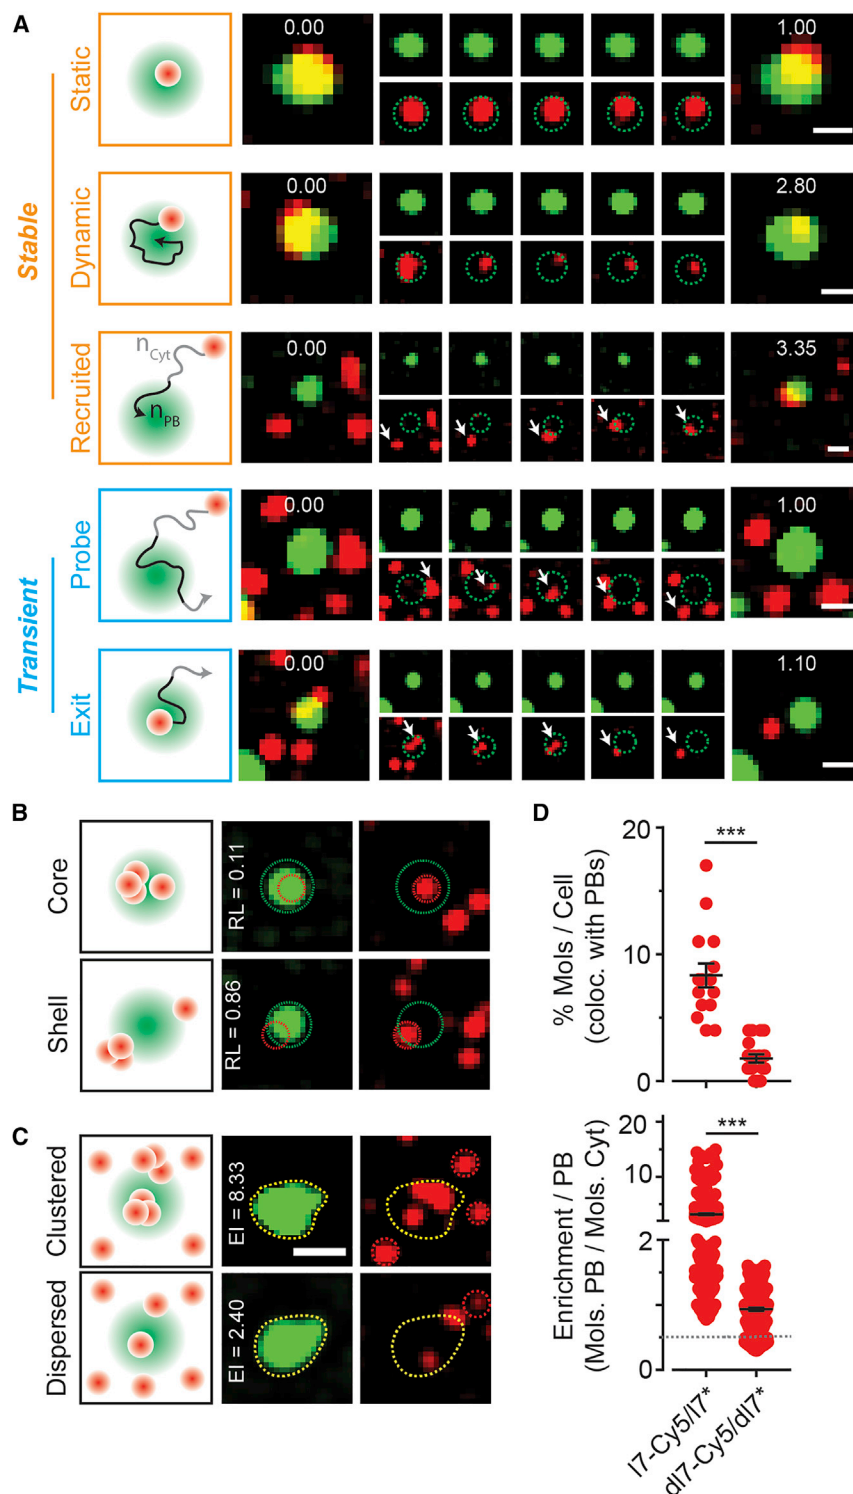 A
Stable
Static
0.00
1.00
Dynamic
0.00
2.80
Recruited
nCyt
nPB
0.00
3.35
Transient
Probe
0.00
1.00
Exit
0.00
1.10
B
Core
RL = 0.11
Shell
RL = 0.86
C
Clustered
EI = 8.33
Dispersed
EI = 2.40
D
% Mols / Cell
(coloc. with PBs)
20
10
0
***
Enrichment / PB
(Mols. PB / Mols. Cyt)
20
10
2
0
***
l7-Cy5/l7*
dl7-Cy5/dl7*